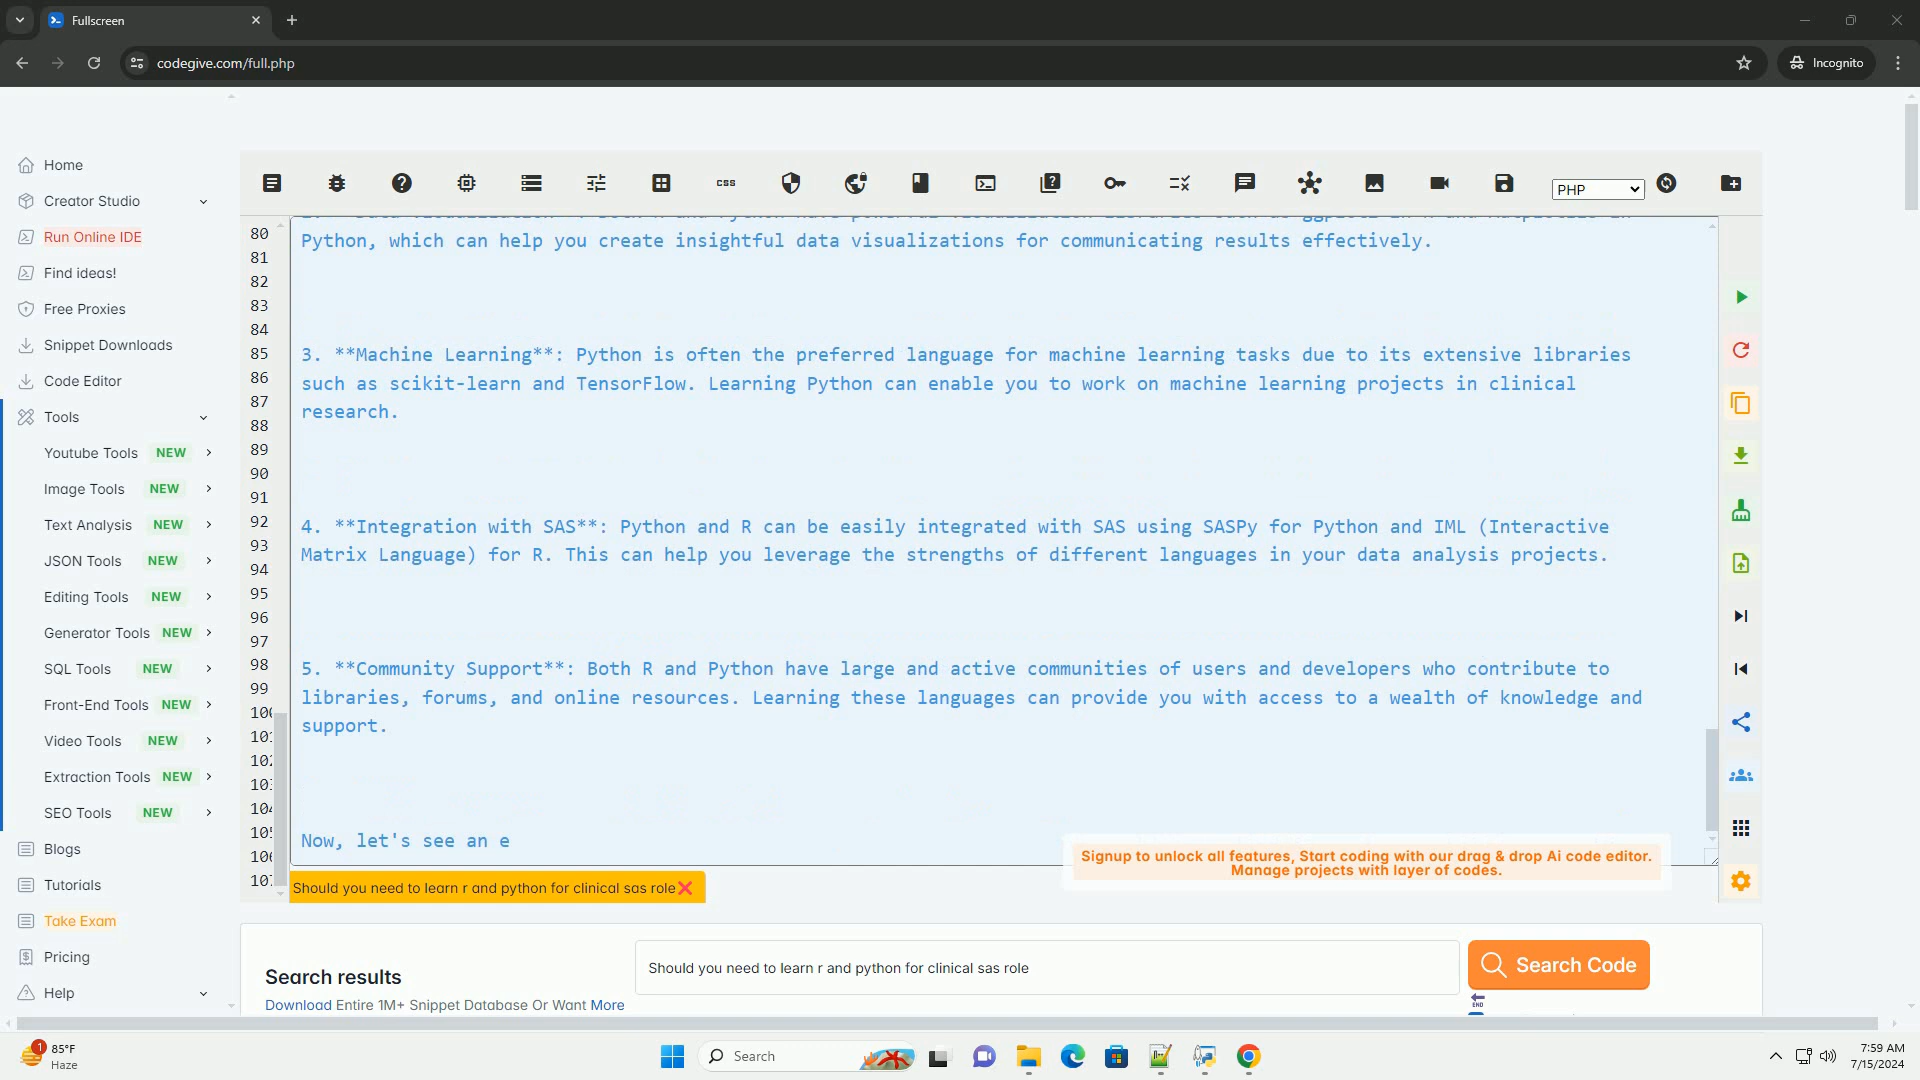 Fullscreen
codegive.com/full.php
Incognito
Home
Creator Studio
Run Online IDE
Find ideas!
Free Proxies
Snippet Downloads
Code Editor
Tools
Youtube Tools NEW
Image Tools NEW
Text Analysis NEW
JSON Tools NEW
Editing Tools NEW
Generator Tools NEW
SQL Tools NEW
Front-End Tools NEW
Video Tools NEW
Extraction Tools NEW
SEO Tools NEW
Blogs
Tutorials
Take Exam
Pricing
Help
css
PHP
80
81
82
83
84
85
86
87
88
89
90
91
92
93
94
95
96
97
98
99
Python, which can help you create insightful data visualizations for communicating results effectively.
3. **Machine Learning**: Python is often the preferred language for machine learning tasks due to its extensive libraries
such as scikit-learn and TensorFlow. Learning Python can enable you to work on machine learning projects in clinical
research.
4. **Integration with SAS**: Python and R can be easily integrated with SAS using SASPy for Python and IML (Interactive
Matrix Language) for R. This can help you leverage the strengths of different languages in your data analysis projects.
5. **Community Support**: Both R and Python have large and active communities of users and developers who contribute to
libraries, forums, and online resources. Learning these languages can provide you with access to a wealth of knowledge and
support.
Now, let's see an e
Signup to unlock all features, Start coding with our drag & drop Ai code editor.
Manage projects with layer of codes.
Should you need to learn r and python for clinical sas role
Search results
Download Entire 1M+ Snippet Database Or Want More
Should you need to learn r and python for clinical sas role
Search Code
END
1
85°F
Haze
Search
7:59 AM
7/15/2024